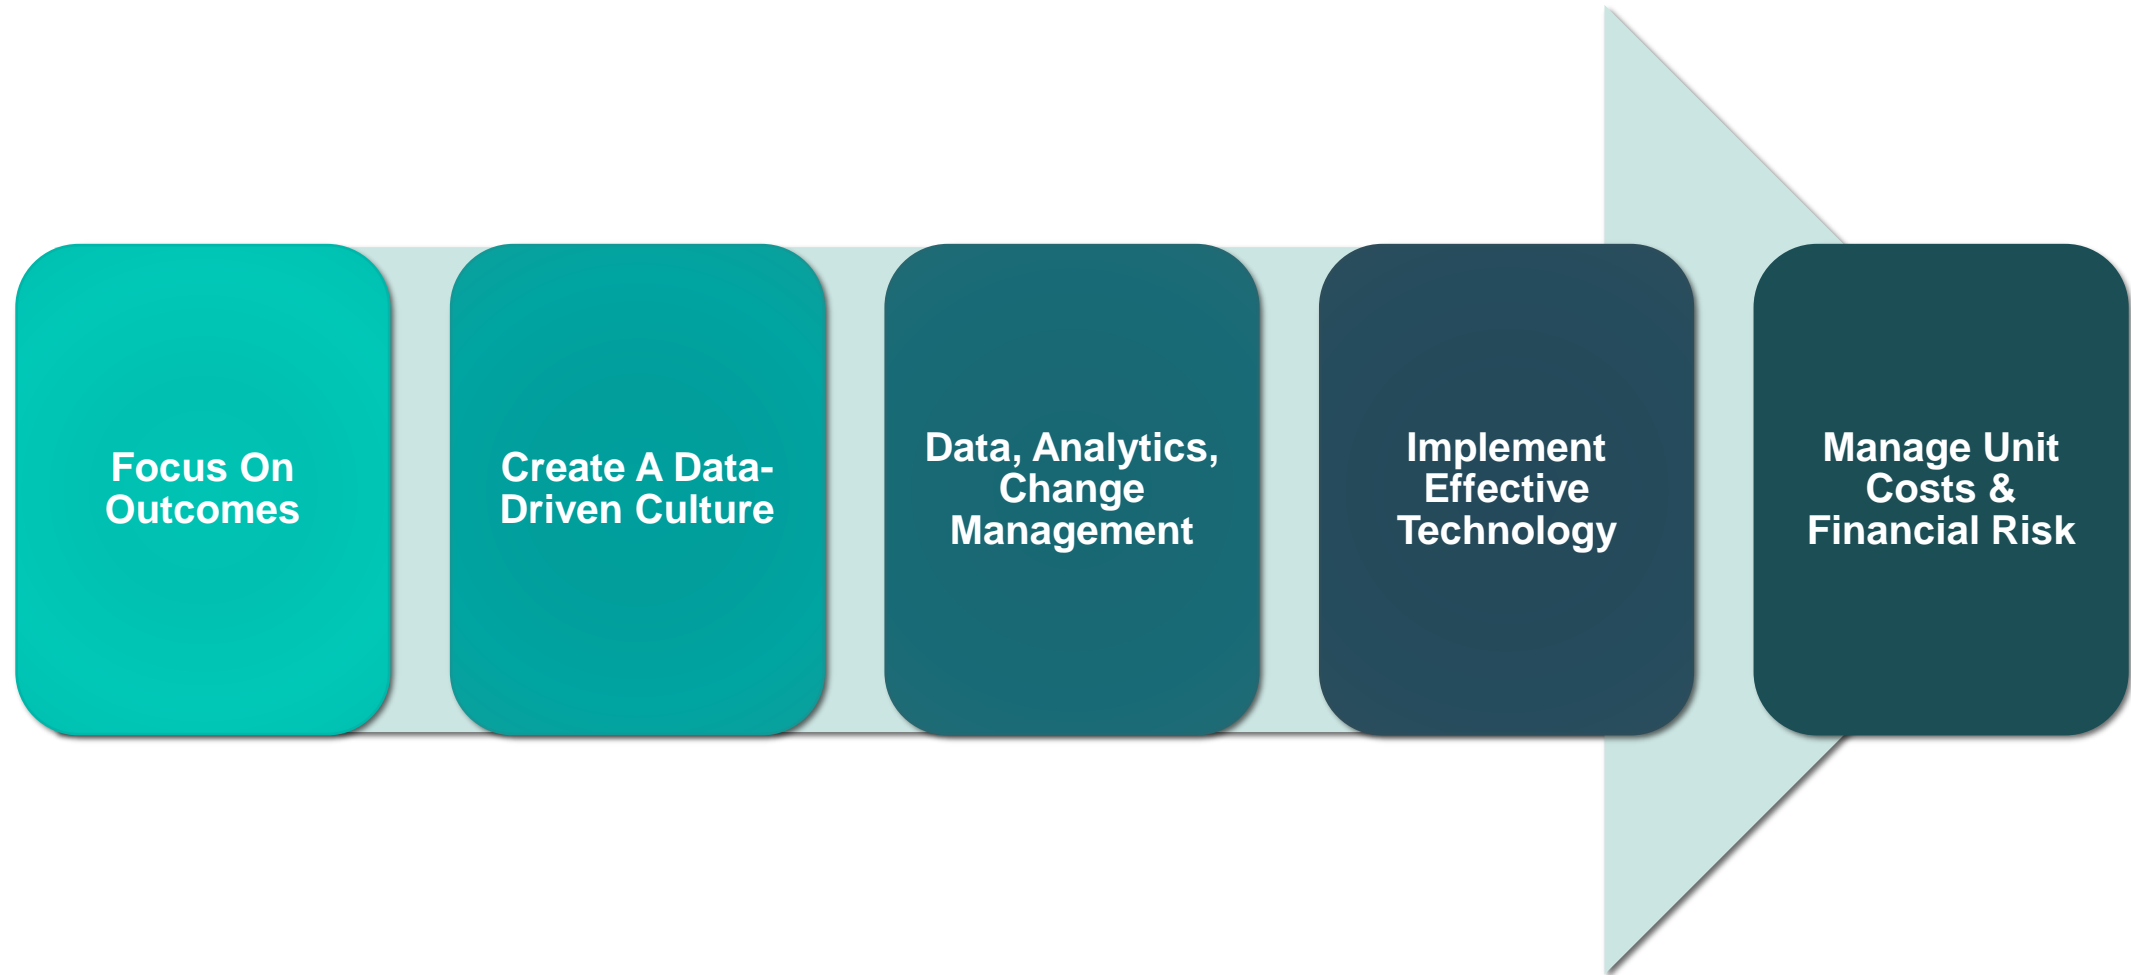 Focus On
Outcomes
Create A Data-
Driven Culture
Data, Analytics,
Change
Management
Implement
Effective
Technology
Manage Unit
Costs &
Financial Risk